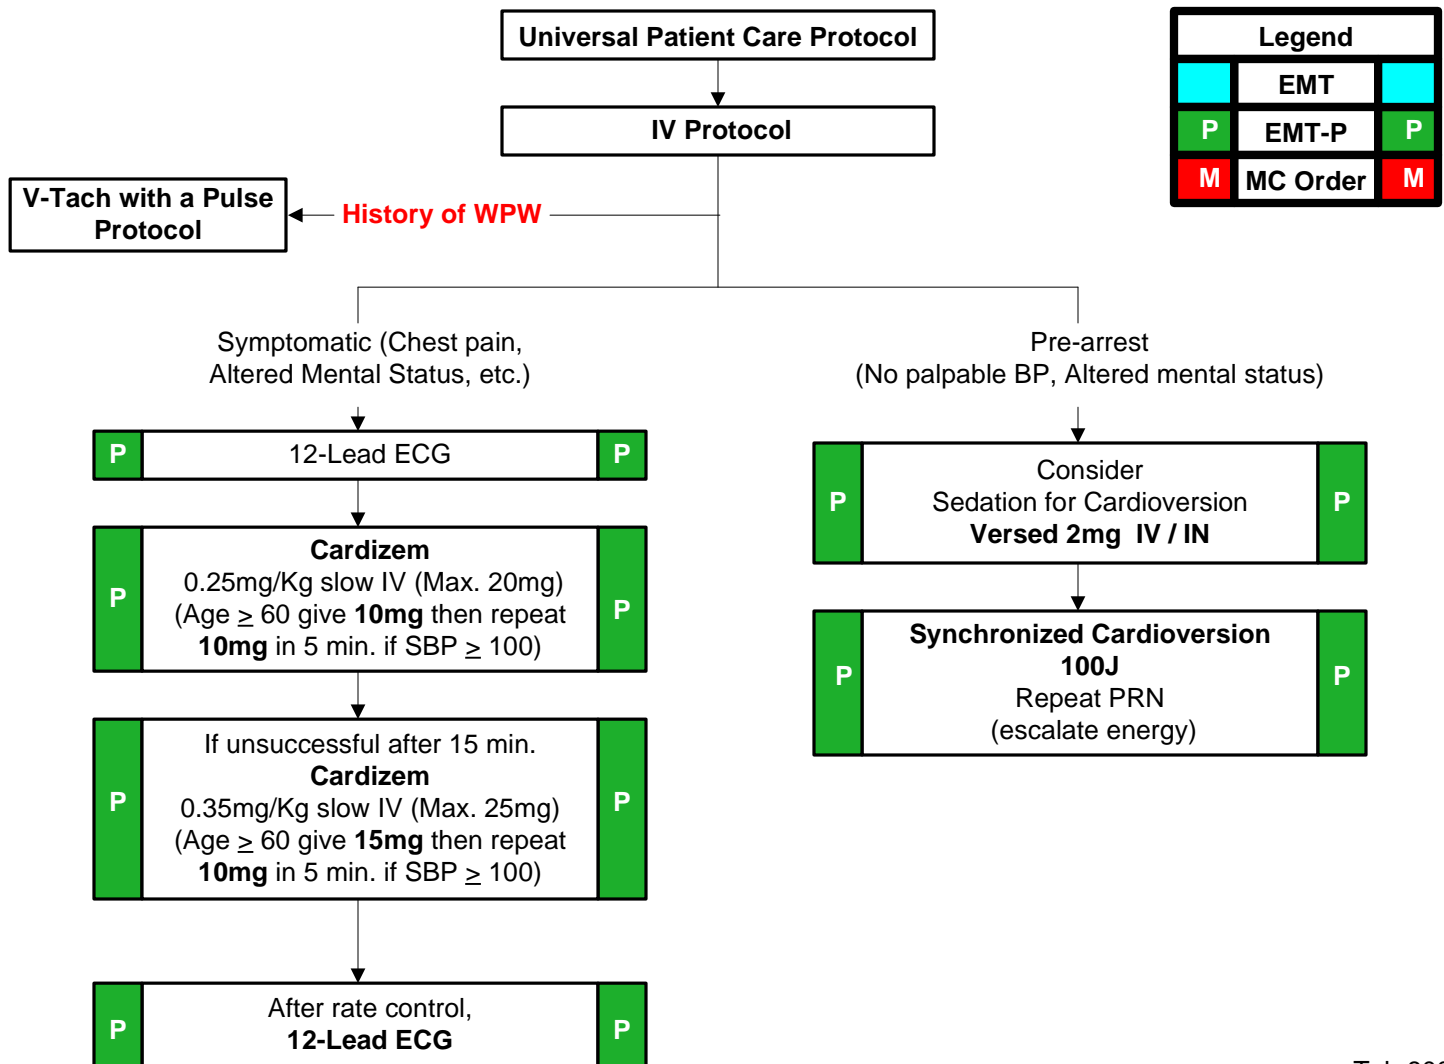 Universal Patient Care Protocol
IV Protocol
Legend
EMT
P EMT-P P
M MC Order M
V-Tach with a Pulse
Protocol
History of WPW
Symptomatic (Chest pain,
Altered Mental Status, etc.)
P 12-Lead ECG P
Cardizem
0.25mg/Kg slow IV (Max. 20mg)
(Age ≥ 60 give 10mg then repeat
10mg in 5 min. if SBP ≥ 100)
P P
If unsuccessful after 15 min.
Cardizem
0.35mg/Kg slow IV (Max. 25mg)
(Age ≥ 60 give 15mg then repeat
10mg in 5 min. if SBP ≥ 100)
P P
After rate control,
12-Lead ECG
P P
Pre-arrest
(No palpable BP, Altered mental status)
Consider
Sedation for Cardioversion
Versed 2mg IV / IN
P P
Synchronized Cardioversion
100J
Repeat PRN
(escalate energy)
P P